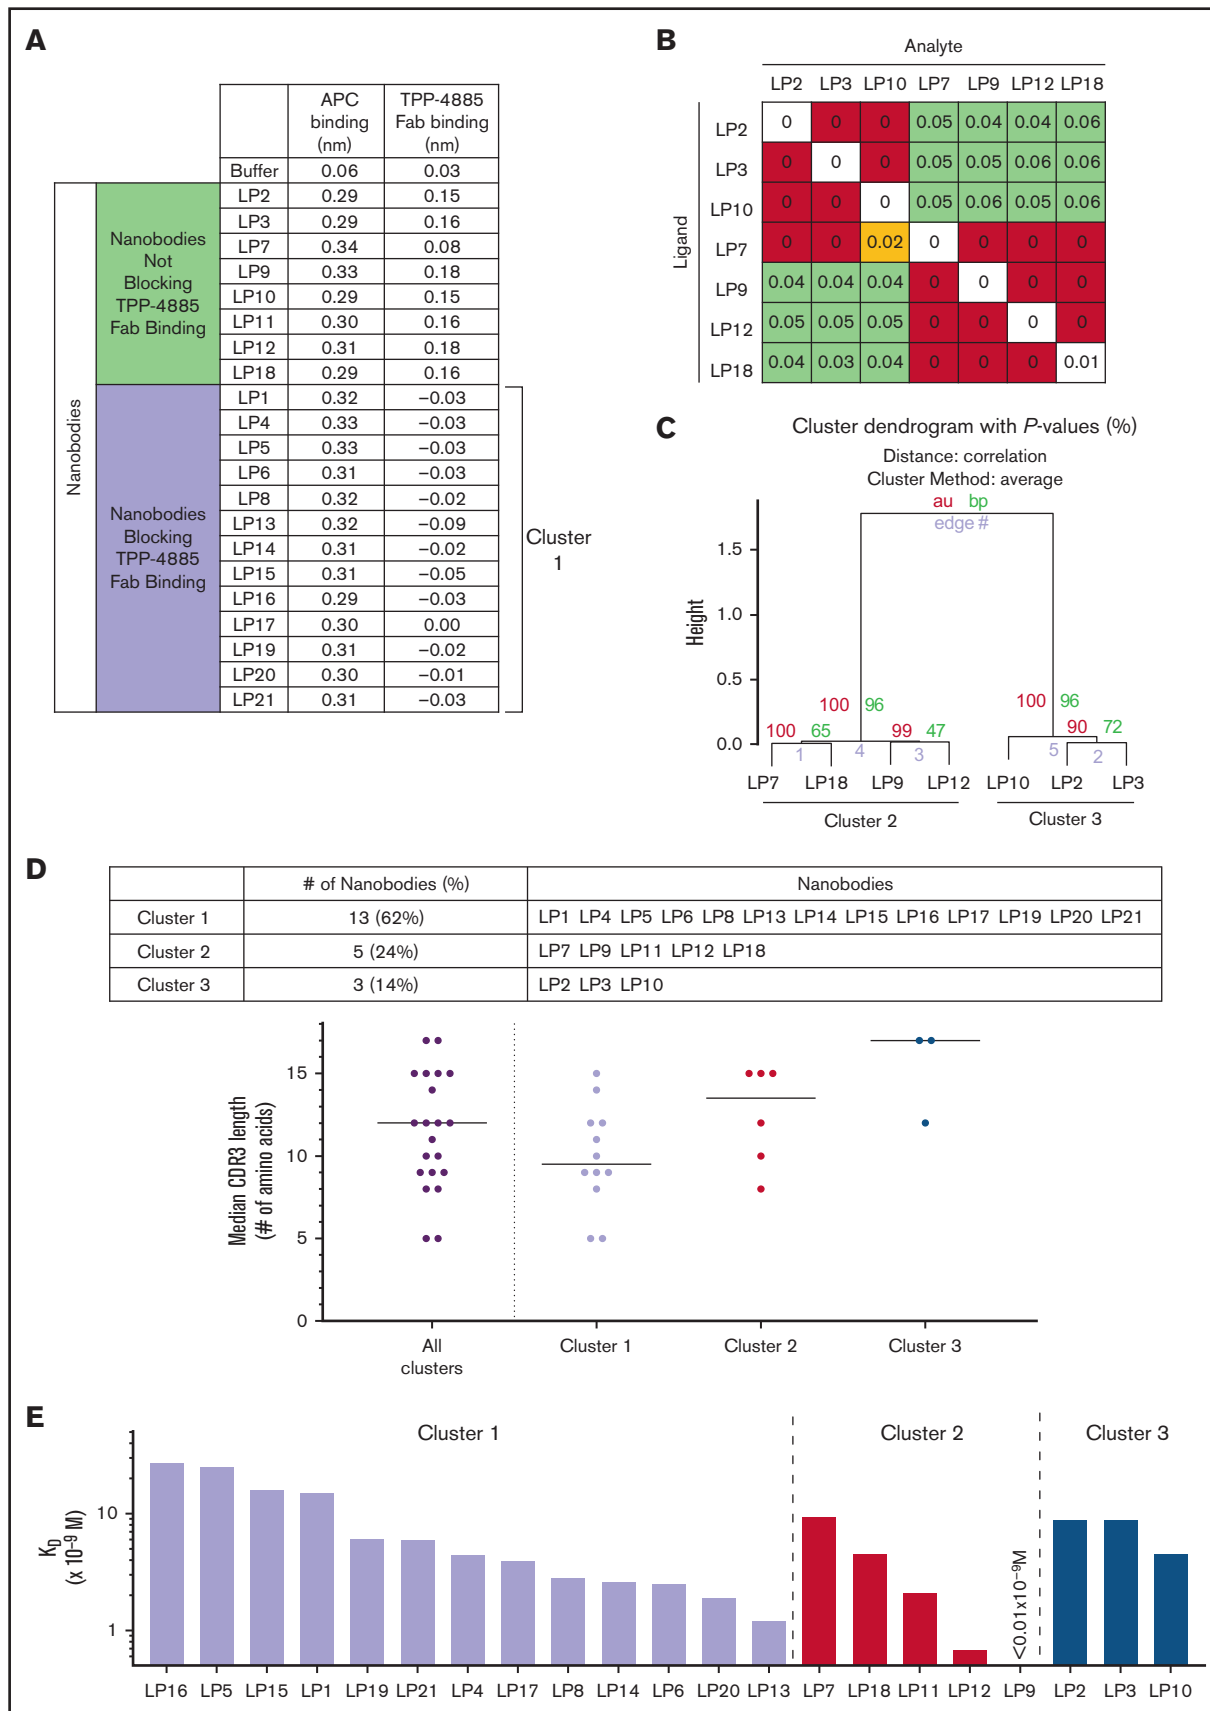 A
APC binding (nm) TPP-4885 Fab binding (nm)
Buffer 0.06 0.03
Nanobodies
Nanobodies Not Blocking TPP-4885 Fab Binding
LP2 0.29 0.15
LP3 0.29 0.16
LP7 0.34 0.08
LP9 0.33 0.18
LP10 0.29 0.15
LP11 0.30 0.16
LP12 0.31 0.18
LP18 0.29 0.16
Nanobodies Blocking TPP-4885 Fab Binding
LP1 0.32 −0.03
LP4 0.33 −0.03
LP5 0.33 −0.03
LP6 0.31 −0.03
LP8 0.32 −0.02
LP13 0.32 −0.09
LP14 0.31 −0.02
LP15 0.31 −0.05
LP16 0.29 −0.03
LP17 0.30 0.00
LP19 0.31 −0.02
LP20 0.30 −0.01
LP21 0.31 −0.03
Cluster 1
B
Analyte
LP2 LP3 LP10 LP7 LP9 LP12 LP18
Ligand
LP2 0 0 0 0.05 0.04 0.04 0.06
LP3 0 0 0 0.05 0.05 0.06 0.06
LP10 0 0 0 0.05 0.06 0.05 0.06
LP7 0 0 0.02 0 0 0 0
LP9 0.04 0.04 0.04 0 0 0 0
LP12 0.05 0.05 0.05 0 0 0 0
LP18 0.04 0.03 0.04 0 0 0 0.01
C
Cluster dendrogram with P-values (%)
Distance: correlation
Cluster Method: average
au bp
edge #
Height
1.5
1.0
0.5
0.0
100 96 100 96
100 65 99 47 90 72
1 4 3 5 2
LP7 LP18 LP9 LP12 LP10 LP2 LP3
Cluster 2 Cluster 3
D
# of Nanobodies (%) Nanobodies
Cluster 1 13 (62%) LP1 LP4 LP5 LP6 LP8 LP13 LP14 LP15 LP16 LP17 LP19 LP20 LP21
Cluster 2 5 (24%) LP7 LP9 LP11 LP12 LP18
Cluster 3 3 (14%) LP2 LP3 LP10
Median CDR3 length
(# of amino acids)
15
10
5
0
All clusters Cluster 1 Cluster 2 Cluster 3
E
Cluster 1 Cluster 2 Cluster 3
K_D
(x 10⁻⁹ M)
10
1
<0.01x10⁻⁹M
LP16 LP5 LP15 LP1 LP19 LP21 LP4 LP17 LP8 LP14 LP6 LP20 LP13 LP7 LP18 LP11 LP12 LP9 LP2 LP3 LP10